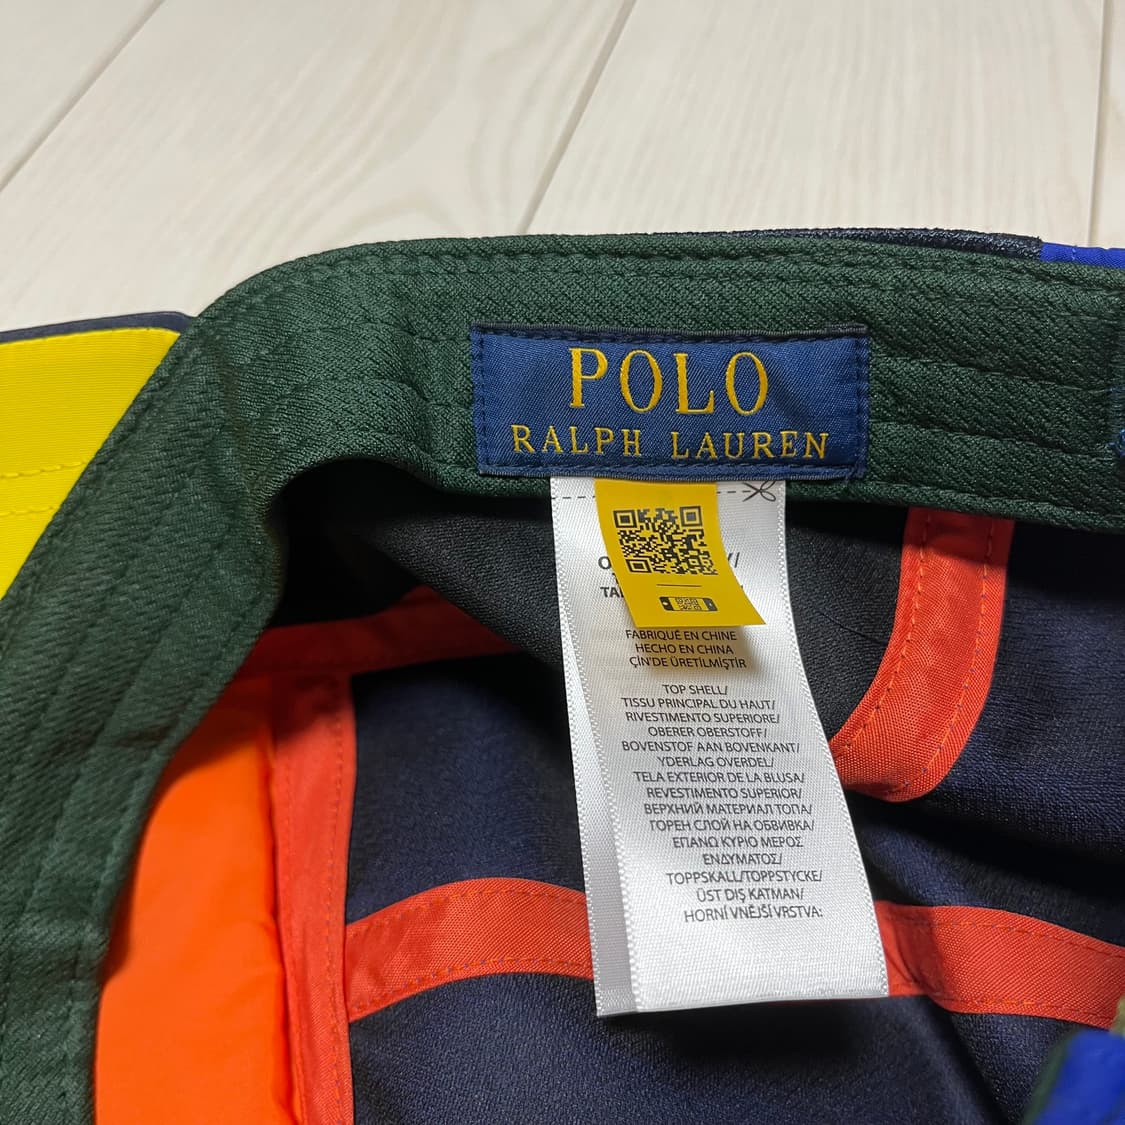 POLO
RALPH LAUREN
FABRIQUÉ EN CHINE
HECHO EN CHINA
ÇİN'DE ÜRETİLMİŞTİR
TOP SHELL/
TISSU PRINCIPAL DU HAUT/
RIVESTIMENTO SUPERIORE/
OBERER OBERSTOFF/
BOVENSTOF AAN BOVENKANT/
YDERLAG OVERDEL/
TELA EXTERIOR DE LA BLUSA/
REVESTIMENTO SUPERIOR/
ВЕРХНИЙ МАТЕРИАЛ ТОПА/
ГОРЕН СЛОЙ НА ОБВИВКА/
ΕΠΑΝΩ ΚΥΡΙΟ ΜΕΡΟΣ
ΕΝΔΥΜΑΤΟΣ/
TOPPSKALL/TOPPSTYCKE/
ÜST DIŞ KATMAN/
HORNÍ VNĚJŠÍ VRSTVA: